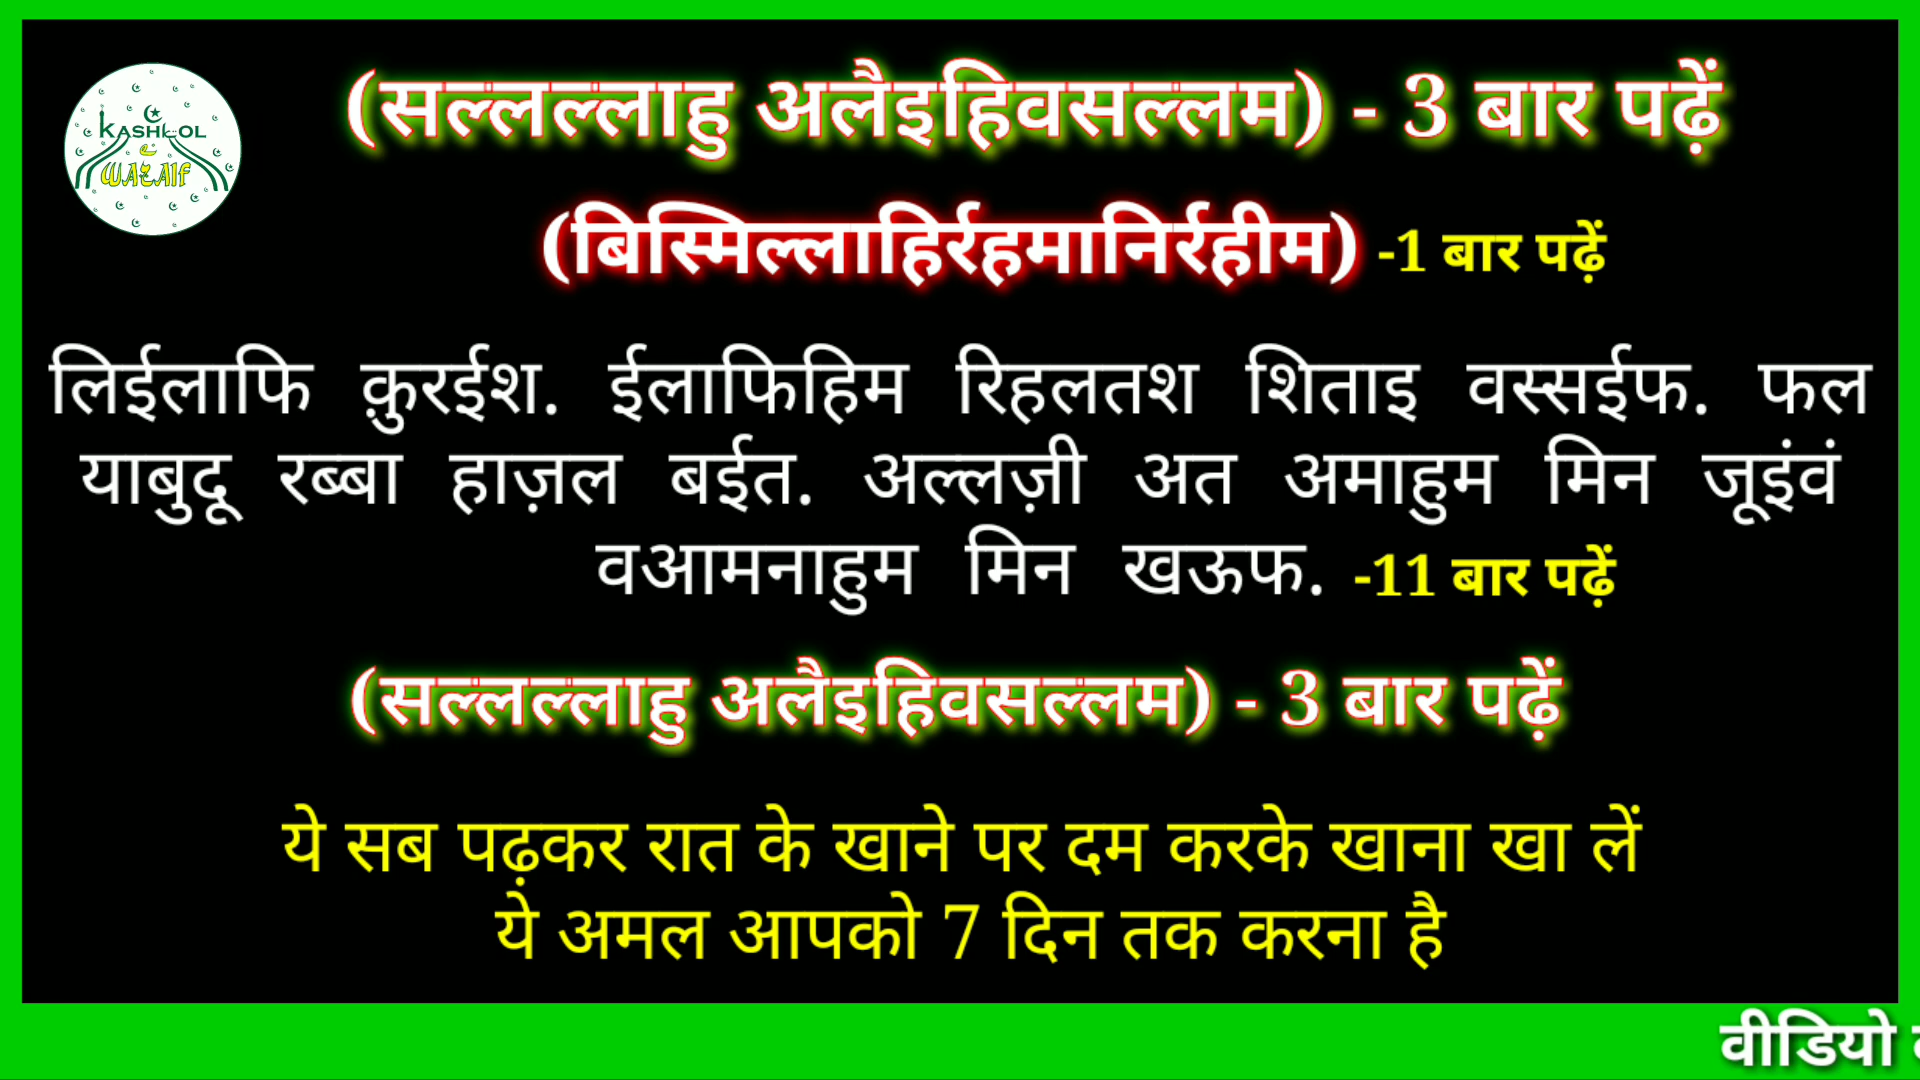 KASHKOL
e
WAZAIF
(सल्लल्लाहु अलैइहिवसल्लम) - 3 बार पढ़ें
(बिस्मिल्लाहिर्रहमानिर्रहीम) -1 बार पढ़ें
लिईलाफि क़ुरईश. ईलाफिहिम रिहलतश शिताइ वस्सईफ. फल
याबुदू रब्बा हाज़ल बईत. अल्लज़ी अत अमाहुम मिन जूइंवं
वआमनाहुम मिन खऊफ. -11 बार पढ़ें
(सल्लल्लाहु अलैइहिवसल्लम) - 3 बार पढ़ें
ये सब पढ़कर रात के खाने पर दम करके खाना खा लें
ये अमल आपको 7 दिन तक करना है
वीडियो